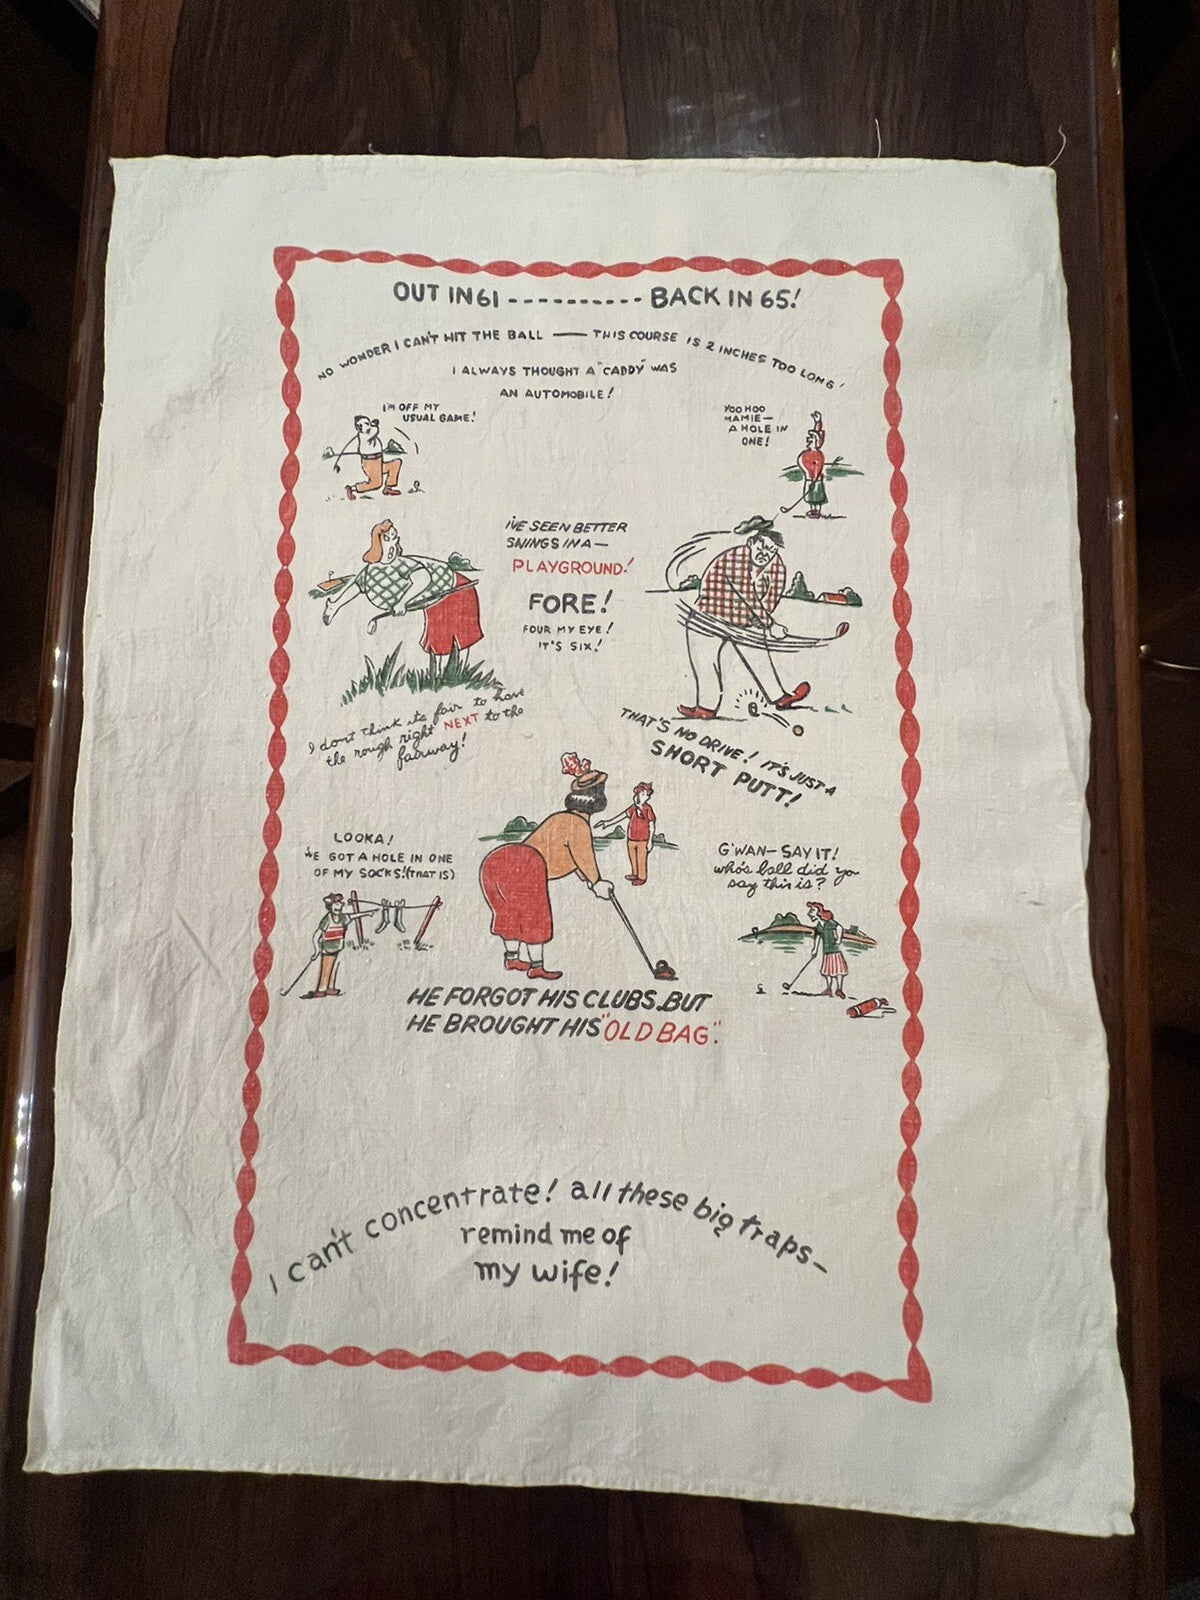 OUT IN 61 ---------- BACK IN 65!
NO WONDER I CAN'T HIT THE BALL — THIS COURSE IS 2 INCHES TOO LONG!
I ALWAYS THOUGHT A "CADDY" WAS
AN AUTOMOBILE!
I'M OFF MY
USUAL GAME!
YOO HOO
MAMIE—
A HOLE IN
ONE!
I'VE SEEN BETTER
SWINGS IN A—
PLAYGROUND!
FORE!
FOUR MY EYE!
IT'S SIX!
I dont think its fair to have
the rough right NEXT to the
fairway!
THAT'S NO DRIVE! IT'S JUST A
SHORT PUTT!
LOOKA!
I'VE GOT A HOLE IN ONE
OF MY SOCKS! (THAT IS)
G'WAN— SAY IT!
who's ball did you
say this is?
HE FORGOT HIS CLUBS, BUT
HE BROUGHT HIS "OLD BAG".
I can't concentrate! all these big traps—
remind me of
my wife!